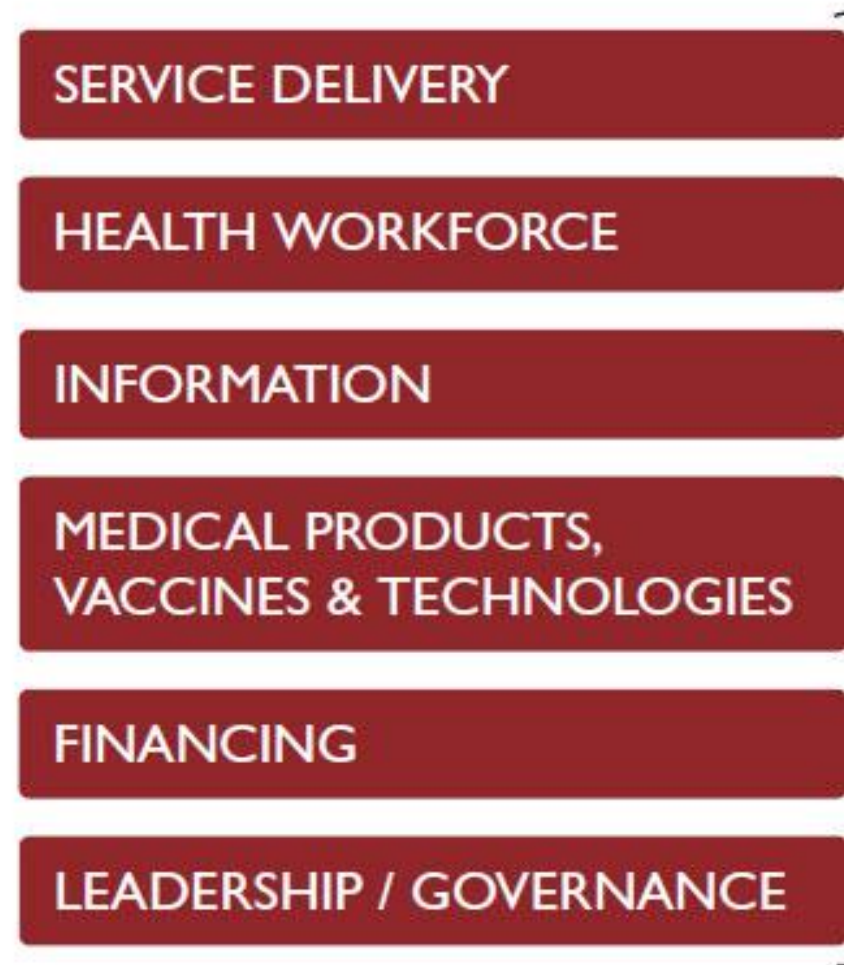 SERVICE DELIVERY
HEALTH WORKFORCE
INFORMATION
MEDICAL PRODUCTS,
VACCINES & TECHNOLOGIES
FINANCING
LEADERSHIP / GOVERNANCE